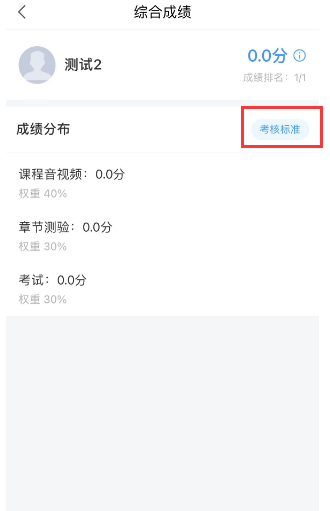 综合成绩
测试2
0.0分
成绩排名：1/1
成绩分布
考核标准
课程音视频：0.0分
权重 40%
章节测验：0.0分
权重 30%
考试：0.0分
权重 30%